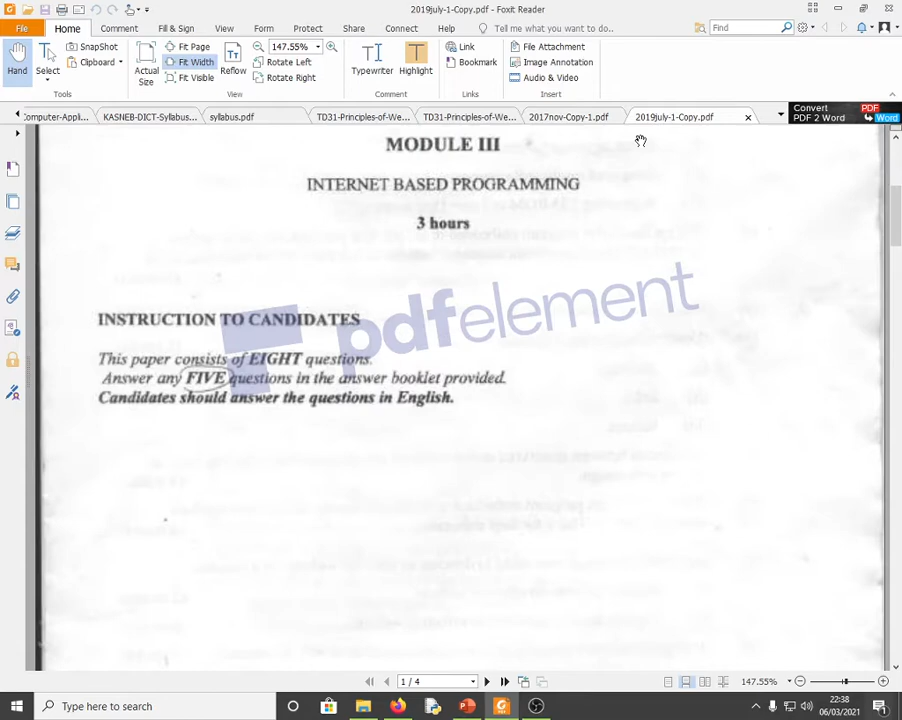 2019july-1-Copy.pdf - Foxit Reader
File Home Comment Fill & Sign View Form Protect Share Connect Help Tell me what you want to do... Find
Hand
Select
SnapShot
Clipboard
Actual Size
Fit Page
Fit Width
Fit Visible
Reflow
147.55%
Rotate Left
Rotate Right
Typewriter
Highlight
Link
Bookmark
File Attachment
Image Annotation
Audio & Video
Tools View Comment Links Insert
Computer-Appli... KASNEB-DICT-Syllabus... syllabus.pdf TD31-Principles-of-We... TD31-Principles-of-We... 2017nov-Copy-1.pdf 2019july-1-Copy.pdf
Convert PDF
PDF 2 Word Word
MODULE III
INTERNET BASED PROGRAMMING
3 hours
pdfelement
INSTRUCTION TO CANDIDATES
This paper consists of EIGHT questions.
Answer any FIVE questions in the answer booklet provided.
Candidates should answer the questions in English.
1 / 4
147.55%
Type here to search
22:38
06/03/2021
1